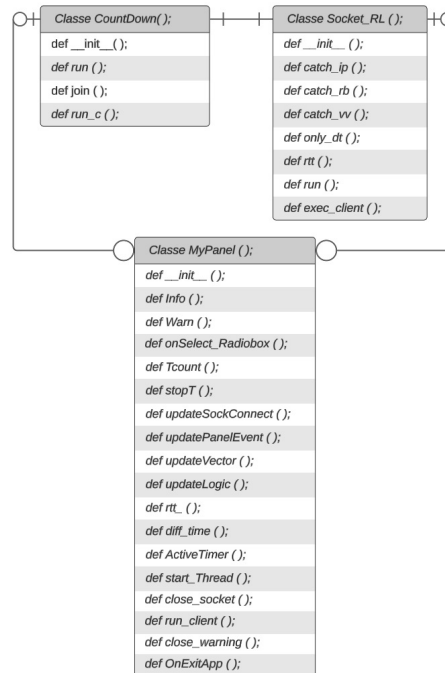 Classe CountDown( );
def __init__( );
def run ( );
def join ( );
def run_c ( );
Classe Socket_RL ( );
def __init__ ( );
def catch_ip ( );
def catch_rb ( );
def catch_vv ( );
def only_dt ( );
def rtt ( );
def run ( );
def exec_client ( );
Classe MyPanel ( );
def __init__ ( );
def Info ( );
def Warn ( );
def onSelect_Radiobox ( );
def Tcount ( );
def stopT ( );
def updateSockConnect ( );
def updatePanelEvent ( );
def updateVector ( );
def updateLogic ( );
def rtt_ ( );
def diff_time ( );
def ActiveTimer ( );
def start_Thread ( );
def close_socket ( );
def run_client ( );
def close_warning ( );
def OnExitApp ( );